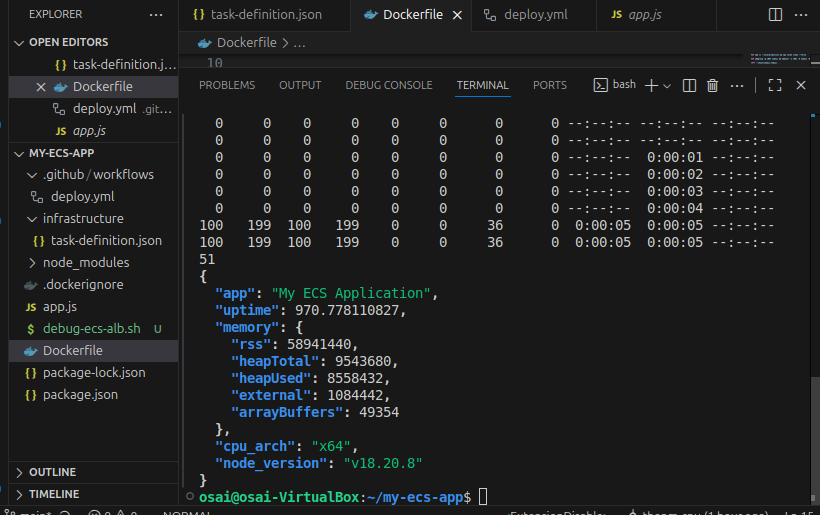 EXPLORER
OPEN EDITORS
task-definition.j...
Dockerfile
deploy.yml .git...
JS app.js
MY-ECS-APP
.github/workflows
deploy.yml
infrastructure
{} task-definition.json
node_modules
.dockerignore
JS app.js
$ debug-ecs-alb.sh U
Dockerfile
{} package-lock.json
{} package.json
OUTLINE
TIMELINE
{} task-definition.json
Dockerfile
deploy.yml
JS app.js
Dockerfile > ...
10
PROBLEMS OUTPUT DEBUG CONSOLE TERMINAL PORTS
bash
0 0 0 0 0 0 0 0 --:--:-- --:--:-- --:--:--
0 0 0 0 0 0 0 0 --:--:-- --:--:-- --:--:--
0 0 0 0 0 0 0 0 --:--:-- 0:00:01 --:--:--
0 0 0 0 0 0 0 0 --:--:-- 0:00:02 --:--:--
0 0 0 0 0 0 0 0 --:--:-- 0:00:03 --:--:--
0 0 0 0 0 0 0 0 --:--:-- 0:00:04 --:--:--
100 199 100 199 0 0 36 0 0:00:05 0:00:05 --:--:--
100 199 100 199 0 0 36 0 0:00:05 0:00:05 --:--:--
51
{
"app": "My ECS Application",
"uptime": 970.778110827,
"memory": {
"rss": 58941440,
"heapTotal": 9543680,
"heapUsed": 8558432,
"external": 1084442,
"arrayBuffers": 49354
},
"cpu_arch": "x64",
"node_version": "v18.20.8"
}
osai@osai-VirtualBox:~/my-ecs-app$